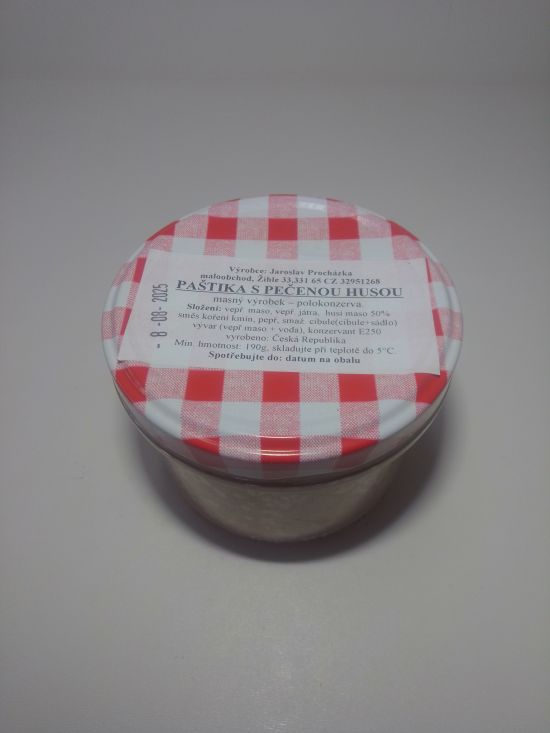 Výrobce: Jaroslav Procházka
maloobchod, Žihle 33,331 65 CZ 32951268
PAŠTIKA S PEČENOU HUSOU
masný výrobek – polokonzerva.
Složení: vepř. maso, vepř. játra, husí maso 50%
směs koření kmín, pepř, smaž. cibule(cibule+sádlo)
vývar (vepř maso + voda), konzervant E250
vyrobeno: Česká Republika
Min. hmotnost: 190g, skladujte při teplotě do 5°C.
Spotřebujte do: datum na obalu
- 8 -08- 2025